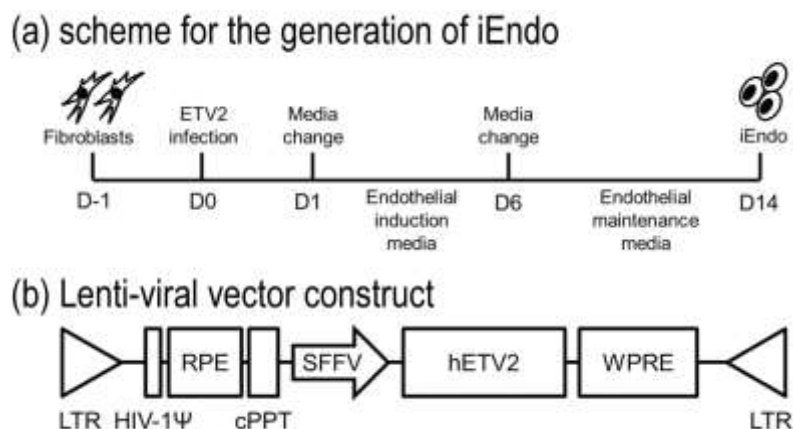 (a) scheme for the generation of iEndo
Fibroblasts
ETV2
infection
Media
change
Media
change
iEndo
D-1
D0
D1
Endothelial
induction
media
D6
Endothelial
maintenance
media
D14
(b) Lenti-viral vector construct
RPE
SFFV
hETV2
WPRE
LTR
HIV-1Ψ
cPPT
LTR